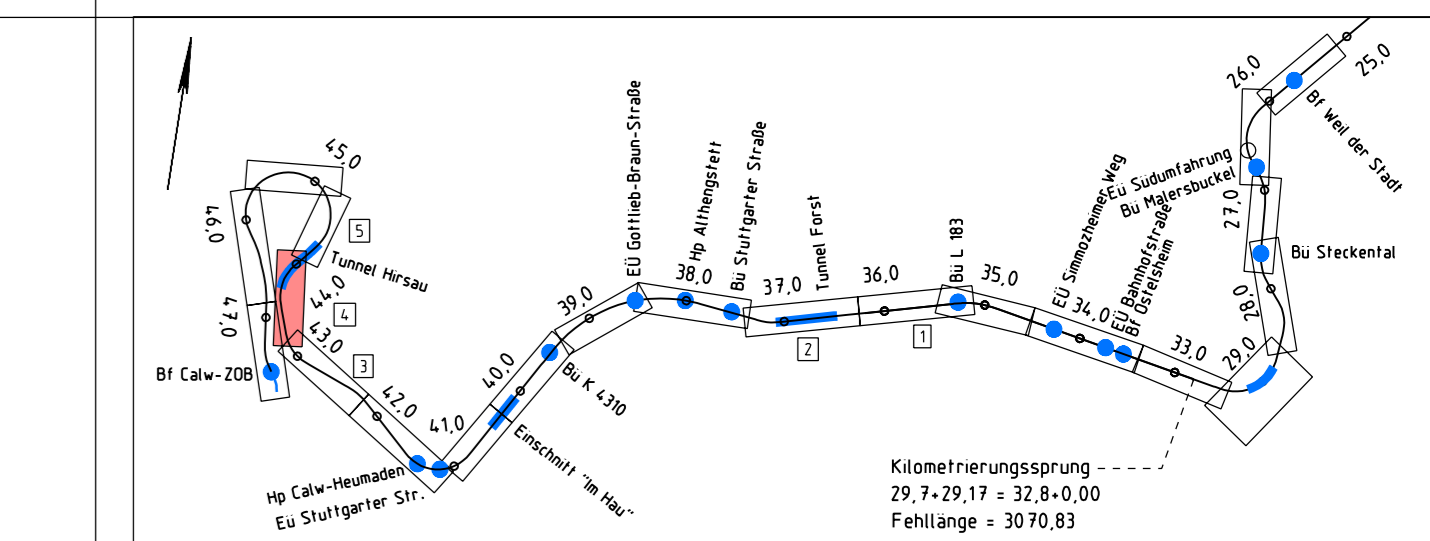 25,0
26,0
Bf Weil der Stadt
Eü Südumfahrung
Bü Malersbuckel
27,0
Bü Steckental
28,0
29,0
33,0
Kilometrierungssprung
29,7+29,17 = 32,8+0,00
Fehllänge = 3070,83
Bf Ostelsheim
EÜ Bahnhofstraße
34,0
EÜ Simmozheimer Weg
35,0
Bü L 183
1
36,0
Tunnel Forst
37,0
2
Bü Stuttgarter Straße
Hp Althengstett
38,0
EÜ Gottlieb-Braun-Straße
39,0
Bü K 4310
40,0
Einschnitt "Im Hau"
41,0
Hp Calw-Heumaden
Eü Stuttgarter Str.
42,0
3
43,0
4
44,0
Tunnel Hirsau
5
45,0
46,0
47,0
Bf Calw-ZOB